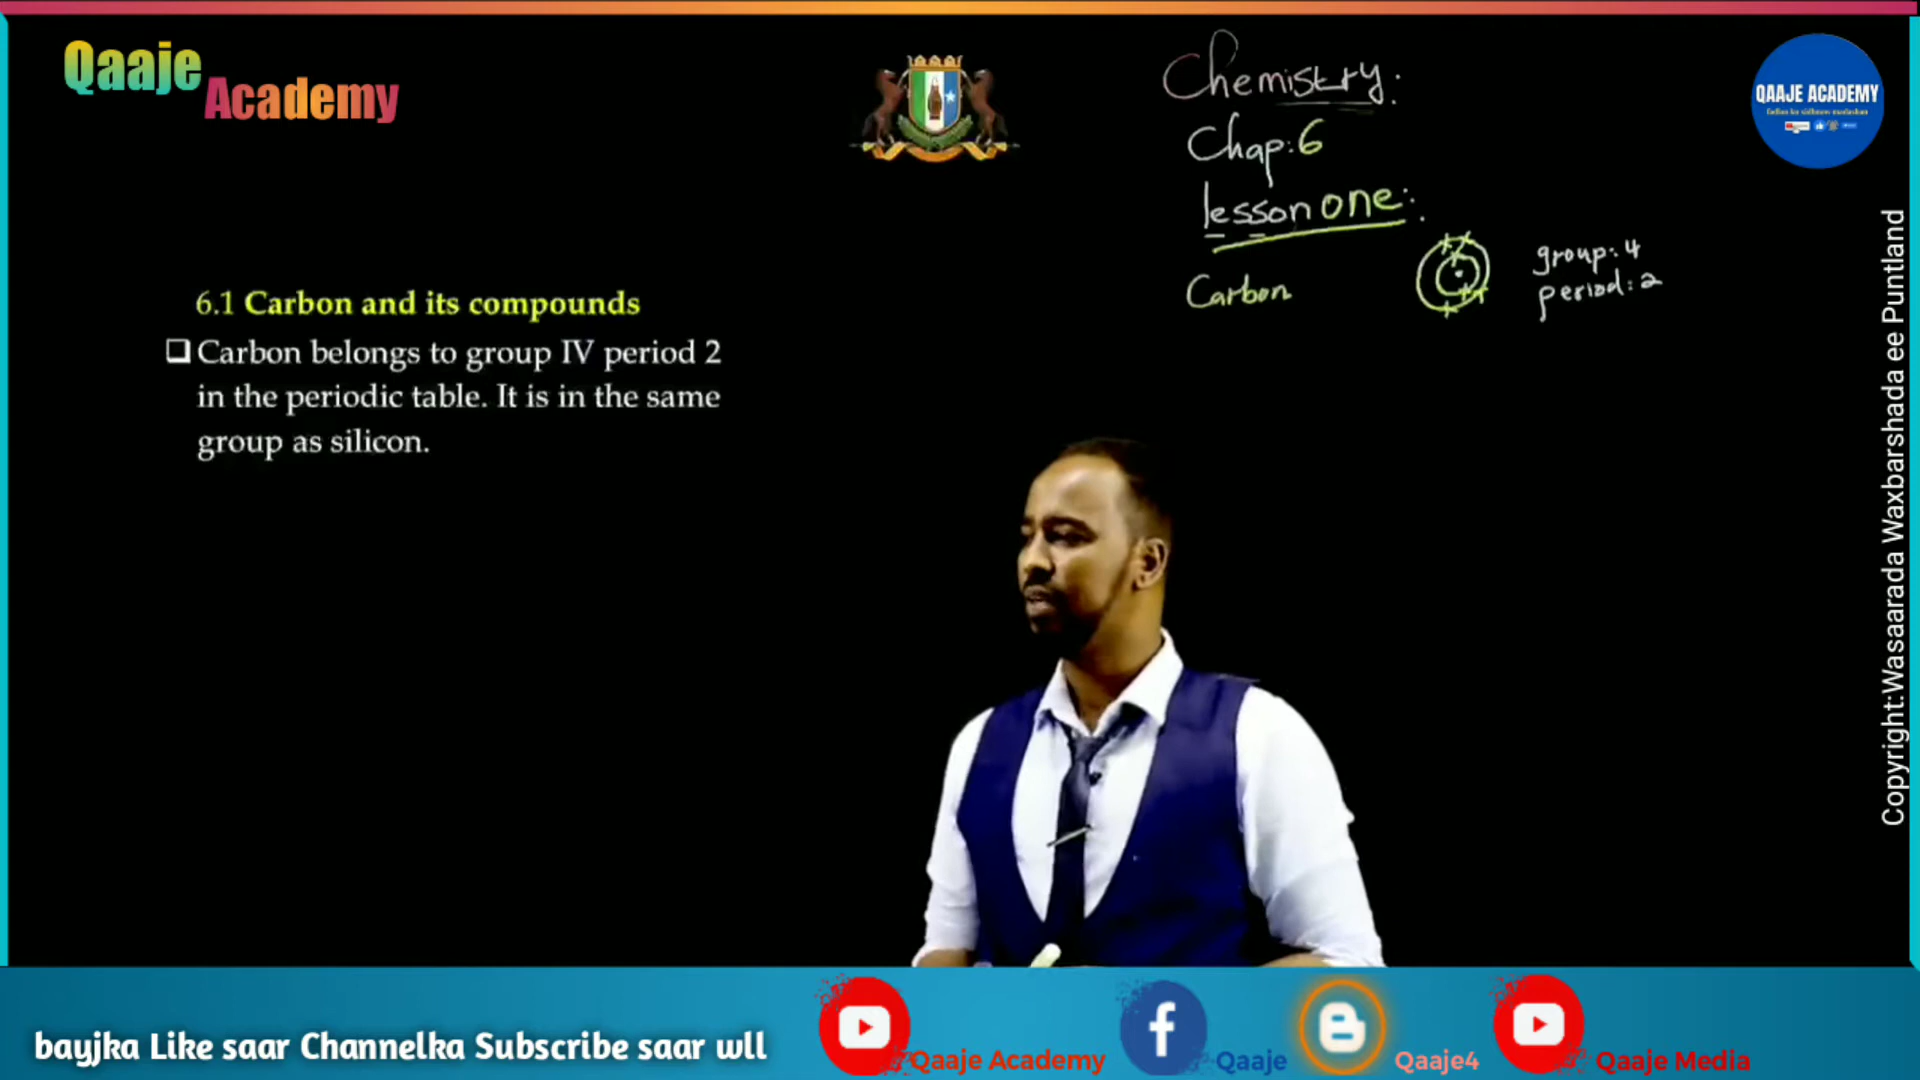 Qaaje
Academy
Chemistry:
Chap:6
lesson one:
Carbon
group: 4
period: 2
QAAJE ACADEMY
6.1 Carbon and its compounds
❑ Carbon belongs to group IV period 2
in the periodic table. It is in the same
group as silicon.
Copyright:Wasaarada Waxbarshada ee Puntland
bayjka Like saar Channelka Subscribe saar wll
Qaaje Academy
Qaaje
Qaaje4
Qaaje Media